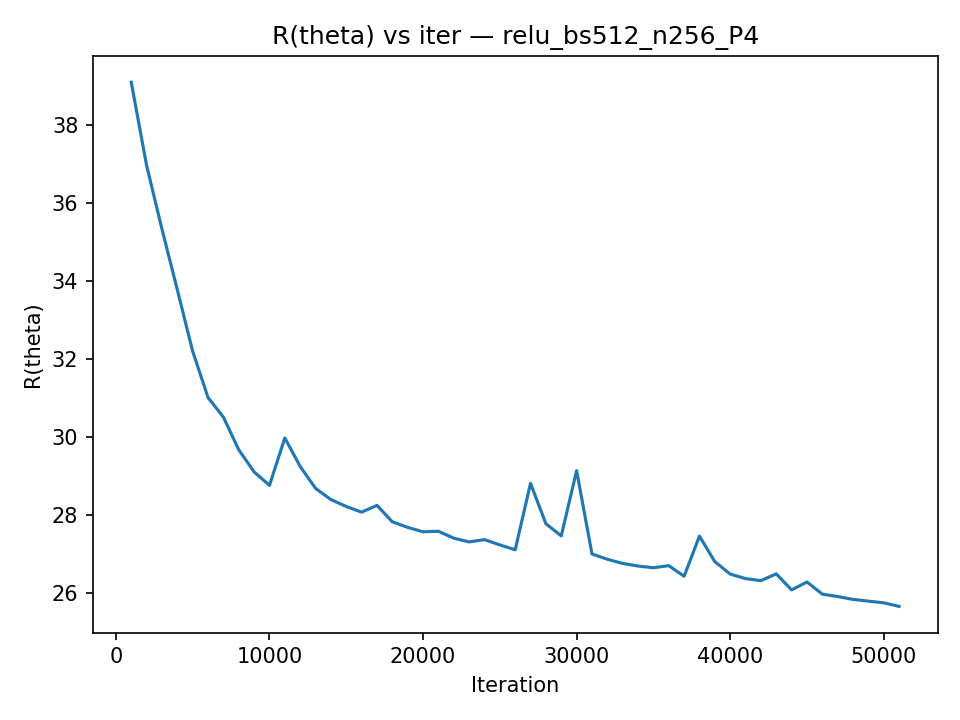 R(theta) vs iter — relu_bs512_n256_P4
38
36
34
32
30
28
26
R(theta)
0 10000 20000 30000 40000 50000
Iteration